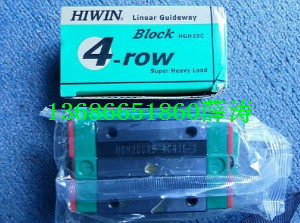 HIWIN
Linear Guideway
Block HGH20C
4-row
Super Heavy Load
13686651860薛涛